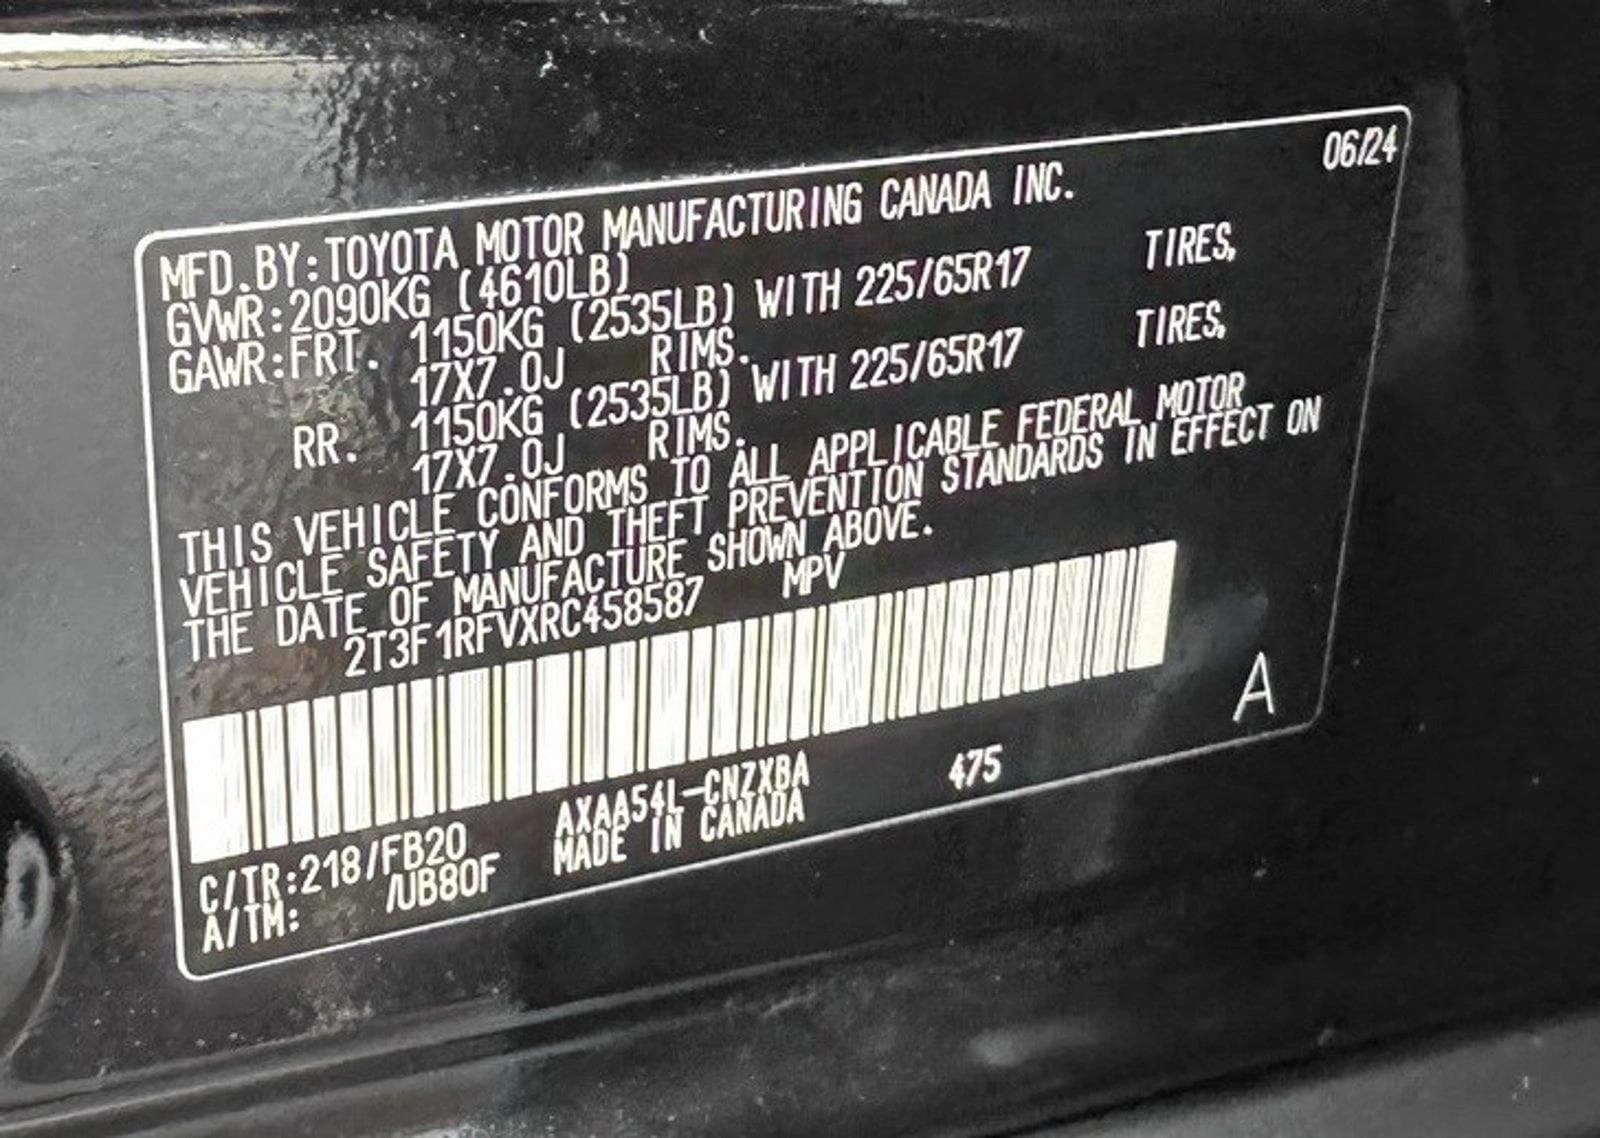 06/24
MFD.BY:TOYOTA MOTOR MANUFACTURING CANADA INC.
GVWR:2090KG (4610LB)
GAWR:FRT. 1150KG (2535LB) WITH 225/65R17 TIRES,
17X7.0J RIMS.
RR. 1150KG (2535LB) WITH 225/65R17 TIRES,
17X7.0J RIMS.
THIS VEHICLE CONFORMS TO ALL APPLICABLE FEDERAL MOTOR
VEHICLE SAFETY AND THEFT PREVENTION STANDARDS IN EFFECT ON
THE DATE OF MANUFACTURE SHOWN ABOVE.
2T3F1RFVXRC458587 MPV
A
C/TR:218/FB20 AXAA54L-CNZXBA 475
A/TM: /UB80F MADE IN CANADA